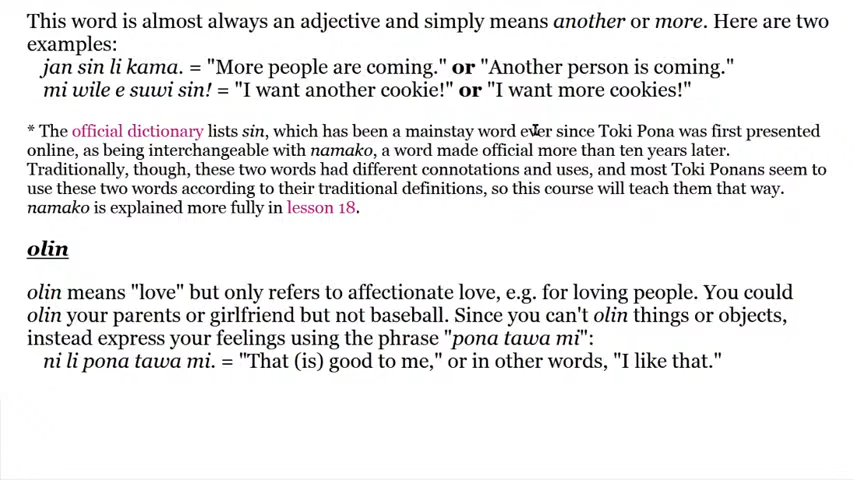 This word is almost always an adjective and simply means another or more. Here are two
examples:
jan sin li kama. = "More people are coming." or "Another person is coming."
mi wile e suwi sin! = "I want another cookie!" or "I want more cookies!"
* The official dictionary lists sin, which has been a mainstay word ever since Toki Pona was first presented
online, as being interchangeable with namako, a word made official more than ten years later.
Traditionally, though, these two words had different connotations and uses, and most Toki Ponans seem to
use these two words according to their traditional definitions, so this course will teach them that way.
namako is explained more fully in lesson 18.
olin
olin means "love" but only refers to affectionate love, e.g. for loving people. You could
olin your parents or girlfriend but not baseball. Since you can't olin things or objects,
instead express your feelings using the phrase "pona tawa mi":
ni li pona tawa mi. = "That (is) good to me," or in other words, "I like that."